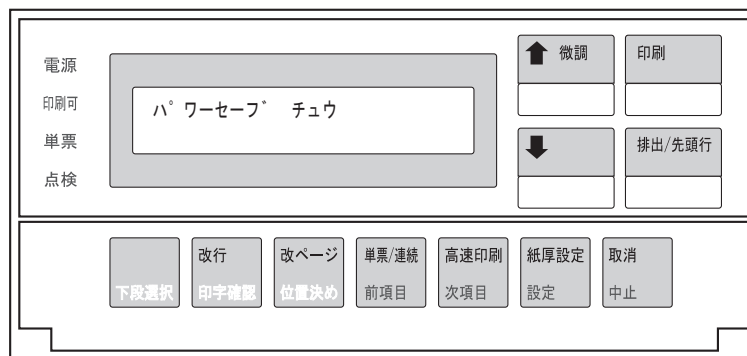 電源
印刷可
単票
点検
パワーセーブ チュウ
微調
印刷
排出/先頭行
下段選択
改行
印字確認
改ページ
位置決め
単票/連続
前項目
高速印刷
次項目
紙厚設定
設定
取消
中止